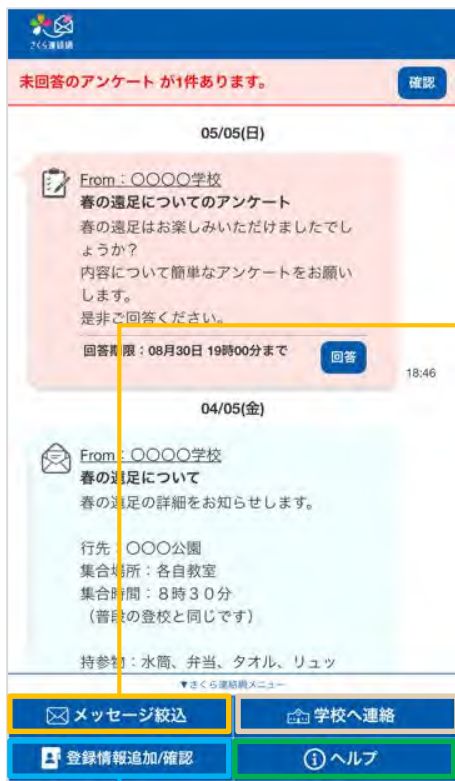 さくら連絡網
未回答のアンケート が1件あります。
確認
05/05(日)
From：〇〇〇〇学校
春の遠足についてのアンケート
春の遠足はお楽しみいただけましたでし
ょうか？
内容について簡単なアンケートをお願い
します。
是非ご回答ください。
回答期限：08月30日 19時00分まで
回答
18:46
04/05(金)
From：〇〇〇〇学校
春の遠足について
春の遠足の詳細をお知らせします。
行先：〇〇〇公園
集合場所：各自教室
集合時間：８時３０分
（普段の登校と同じです）
持参物：水筒、弁当、タオル、リュッ
▼さくら連絡網メニュー
メッセージ絞込
学校へ連絡
登録情報追加/確認
ヘルプ